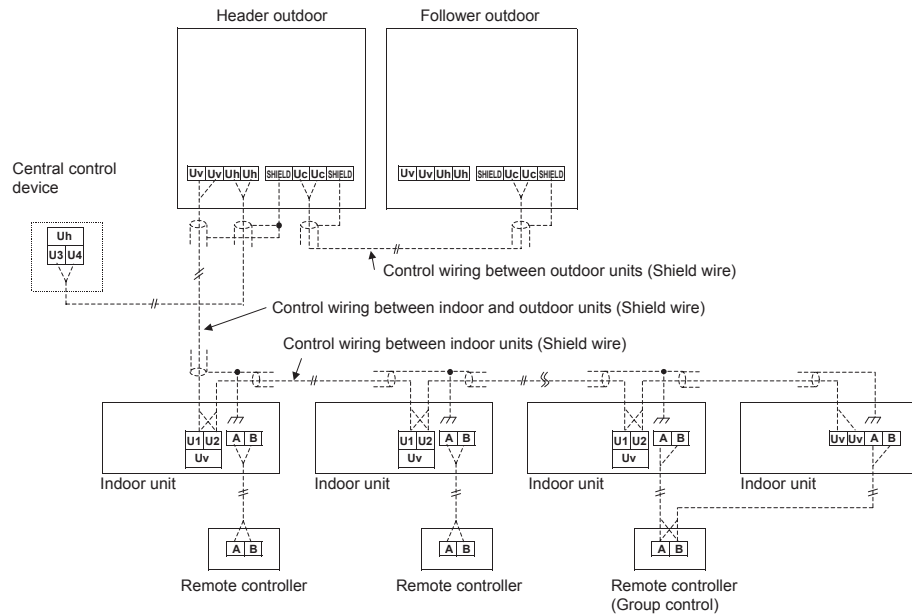 Header outdoor
Follower outdoor
Uv Uv Uh Uh SHIELD Uc Uc SHIELD
Uv Uv Uh Uh SHIELD Uc Uc SHIELD
Central control
device
Uh
U3 U4
Control wiring between outdoor units (Shield wire)
Control wiring between indoor and outdoor units (Shield wire)
Control wiring between indoor units (Shield wire)
U1 U2 A B
Uv
U1 U2 A B
Uv
U1 U2 A B
Uv
Uv Uv A B
Indoor unit
Indoor unit
Indoor unit
Indoor unit
A B
A B
A B
Remote controller
Remote controller
Remote controller
(Group control)